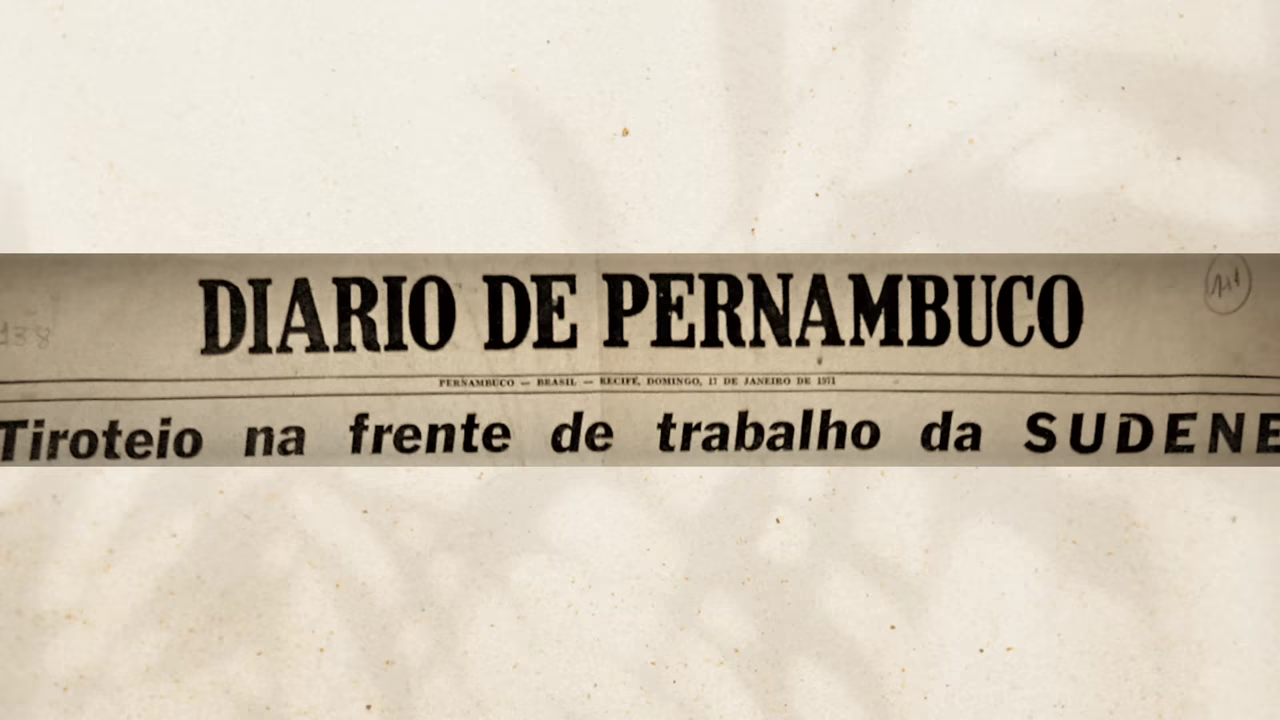 DIARIO DE PERNAMBUCO
PERNAMBUCO — BRASIL — RECIFE, DOMINGO, 17 DE JANEIRO DE 1971
Tiroteio na frente de trabalho da SUDENE